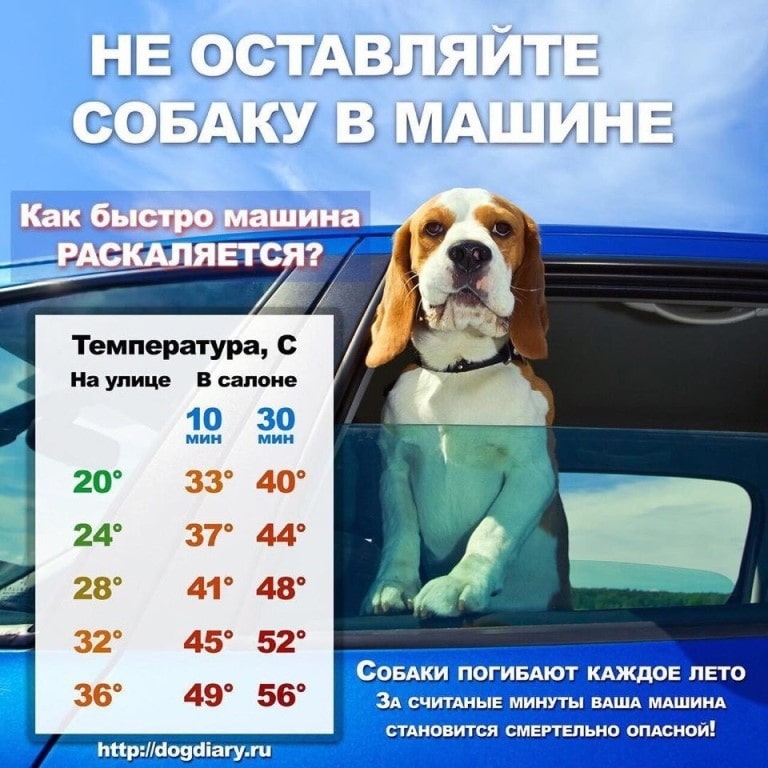 НЕ ОСТАВЛЯЙТЕ
СОБАКУ В МАШИНЕ
Как быстро машина
РАСКАЛЯЕТСЯ?
Температура, С
На улице В салоне
10 30
мин мин
20° 33° 40°
24° 37° 44°
28° 41° 48°
32° 45° 52°
36° 49° 56°
http://dogdiary.ru
Собаки погибают каждое лето
За считаные минуты ваша машина
становится смертельно опасной!